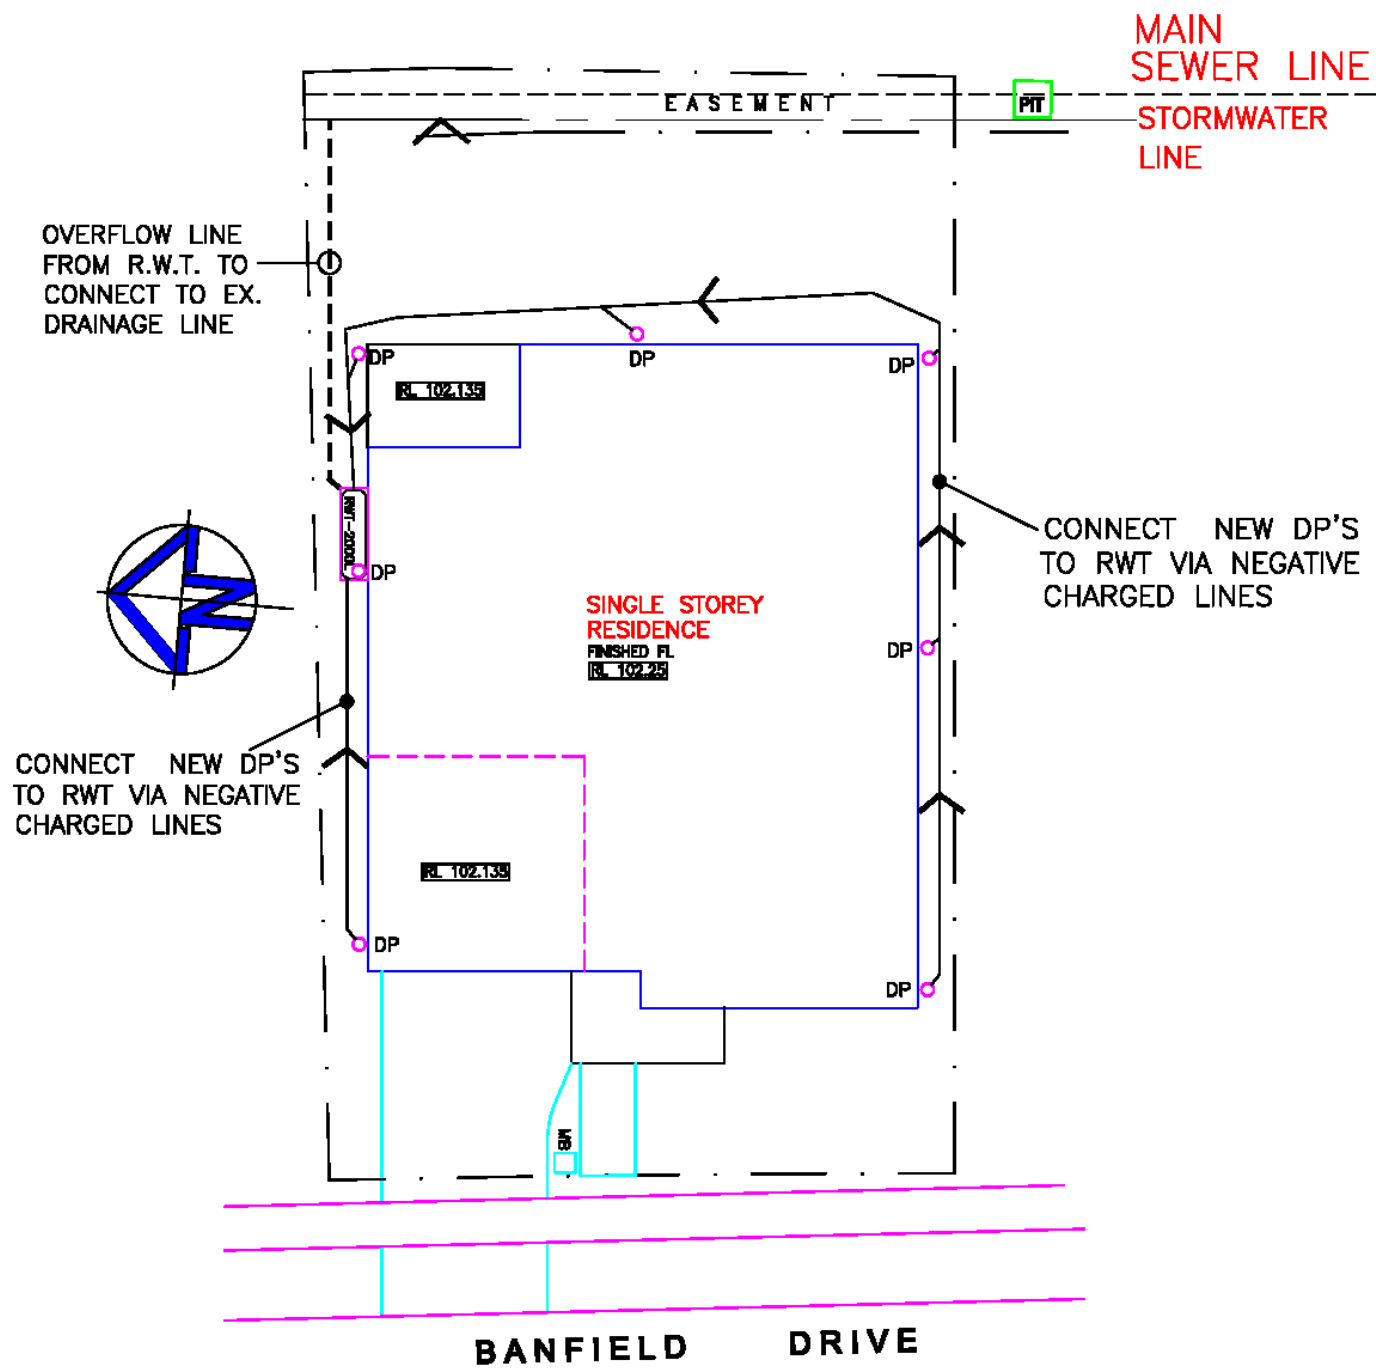 MAIN
SEWER LINE
EASEMENT
PIT
STORMWATER
LINE
OVERFLOW LINE
FROM R.W.T. TO
CONNECT TO EX.
DRAINAGE LINE
DP
DP
DP
RL 102.135
RWT-2000L
DP
N
CONNECT NEW DP'S
TO RWT VIA NEGATIVE
CHARGED LINES
SINGLE STOREY
RESIDENCE
FINISHED FL
RL 102.25
DP
CONNECT NEW DP'S
TO RWT VIA NEGATIVE
CHARGED LINES
RL 102.135
DP
DP
MB
BANFIELD DRIVE